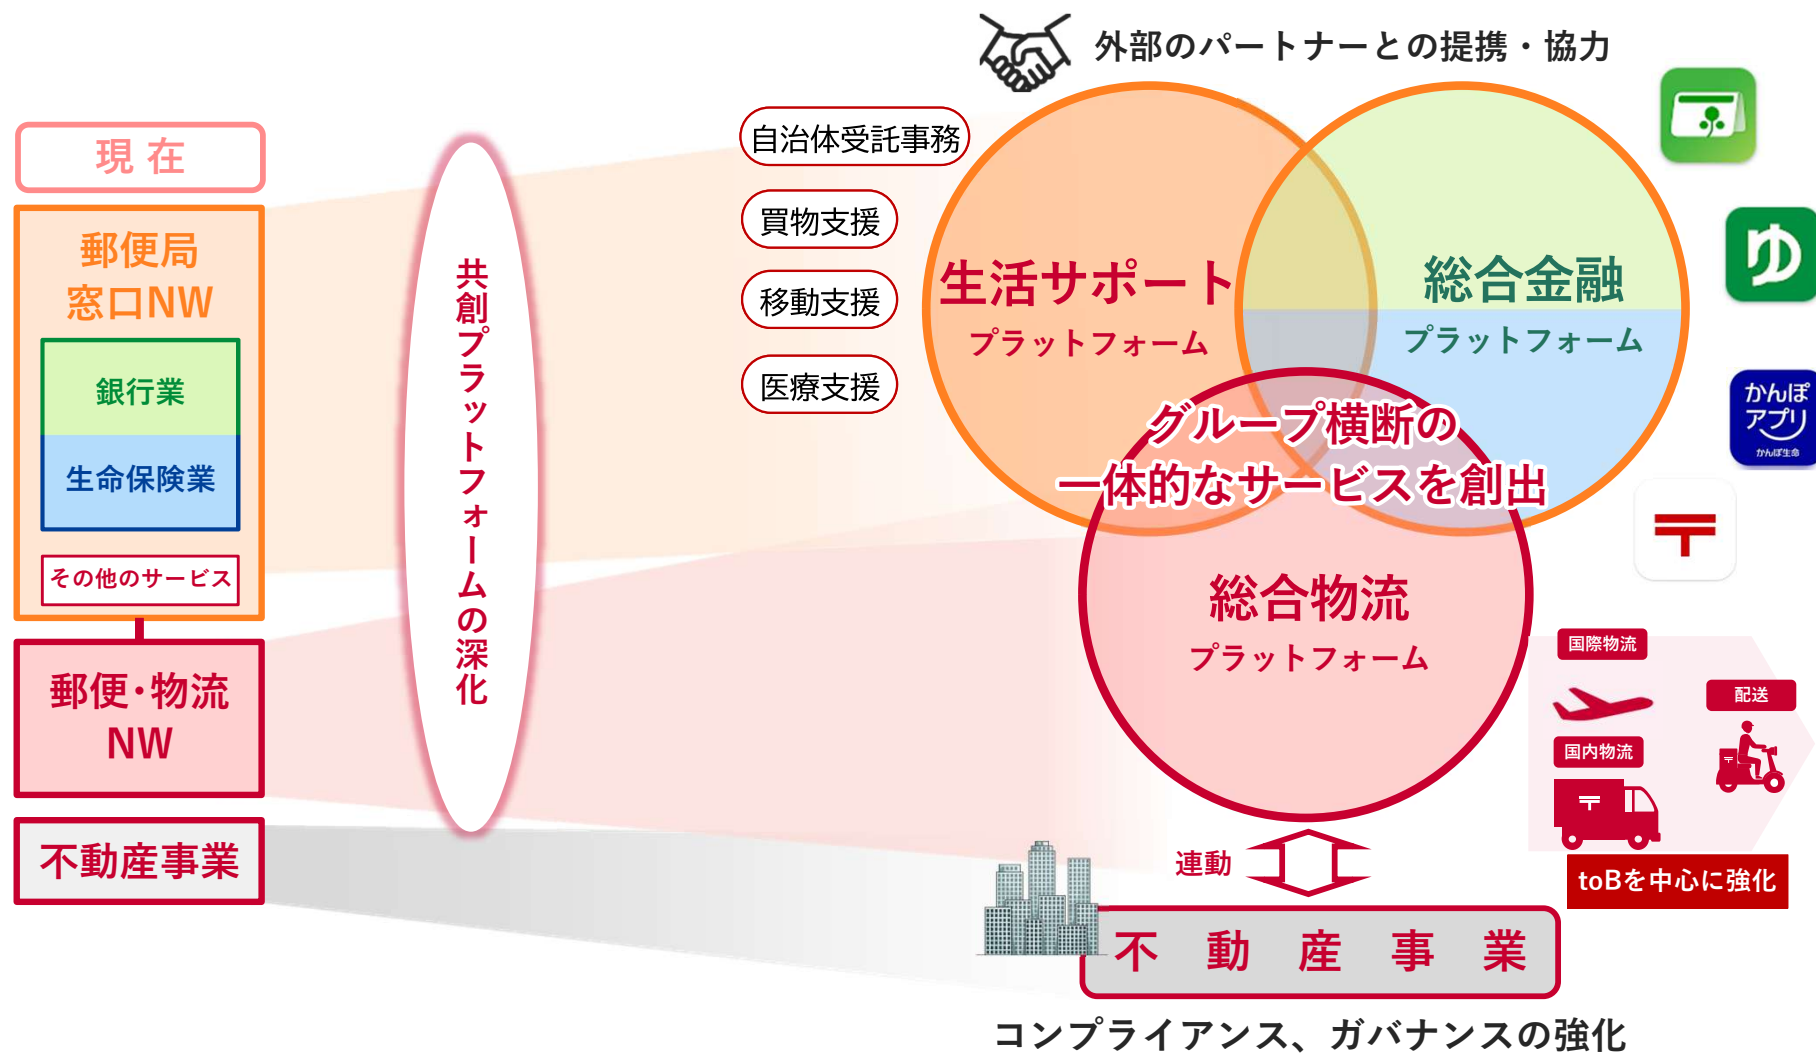 外部のパートナーとの提携・協力
現在
郵便局
窓口NW
銀行業
生命保険業
その他のサービス
郵便・物流
NW
不動産事業
共創プラットフォームの深化
自治体受託事務
買物支援
移動支援
医療支援
生活サポート
プラットフォーム
総合金融
プラットフォーム
グループ横断の
一体的なサービスを創出
総合物流
プラットフォーム
ゆ
かんぽ
アプリ
かんぽ生命
〒
国際物流
配送
国内物流
〒
〒
toBを中心に強化
連動
不動産事業
コンプライアンス、ガバナンスの強化